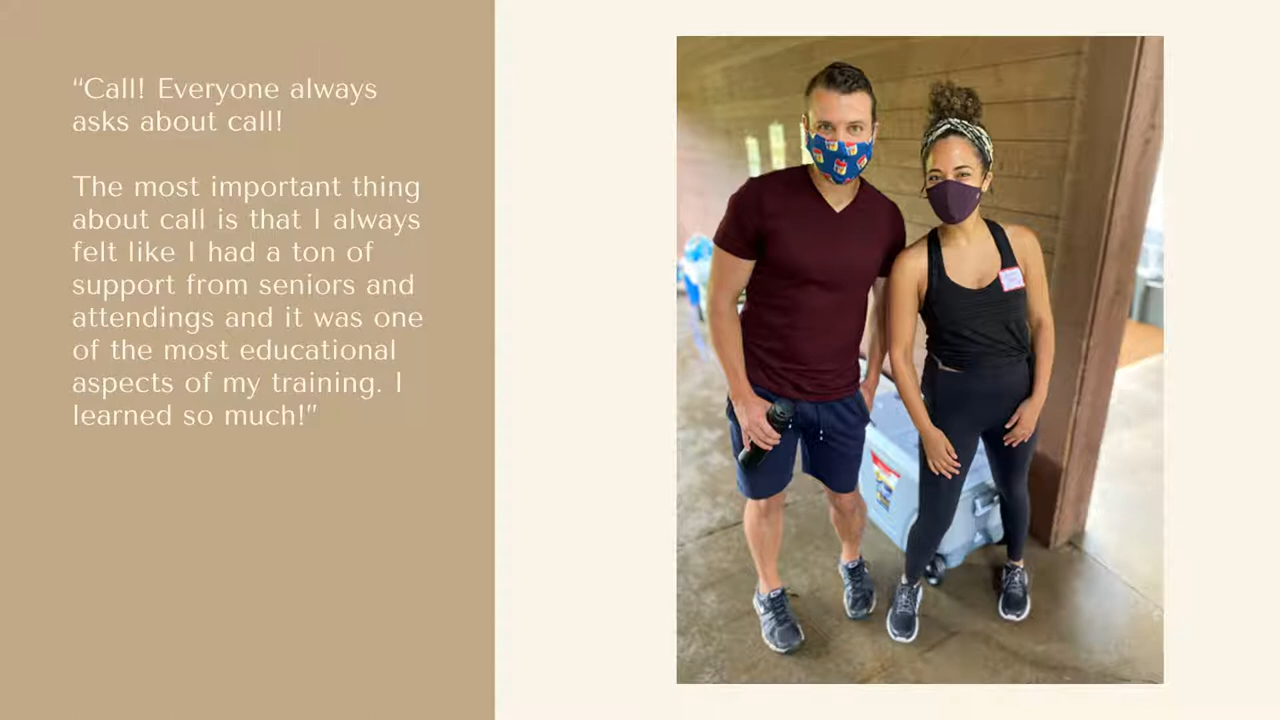 “Call! Everyone always
asks about call!
The most important thing
about call is that I always
felt like I had a ton of
support from seniors and
attendings and it was one
of the most educational
aspects of my training. I
learned so much!”